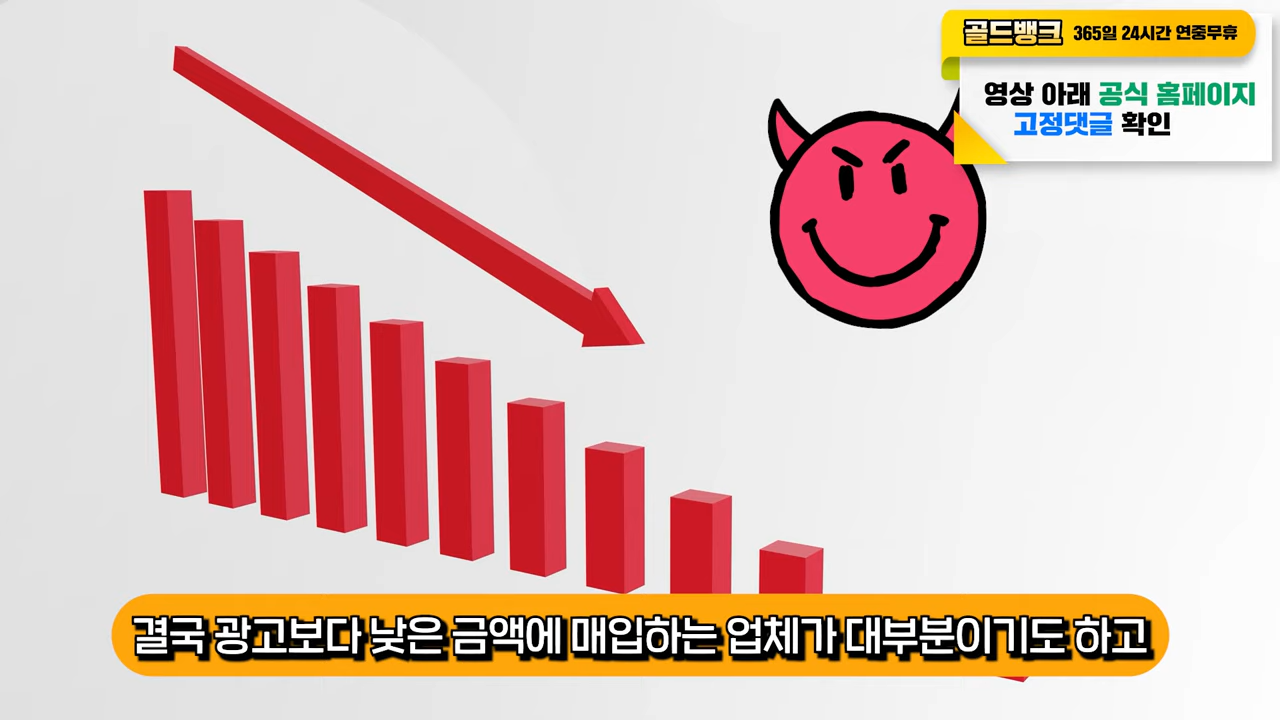 골드뱅크 365일 24시간 연중무휴
영상 아래 공식 홈페이지
고정댓글 확인
결국 광고보다 낮은 금액에 매입하는 업체가 대부분이기도 하고